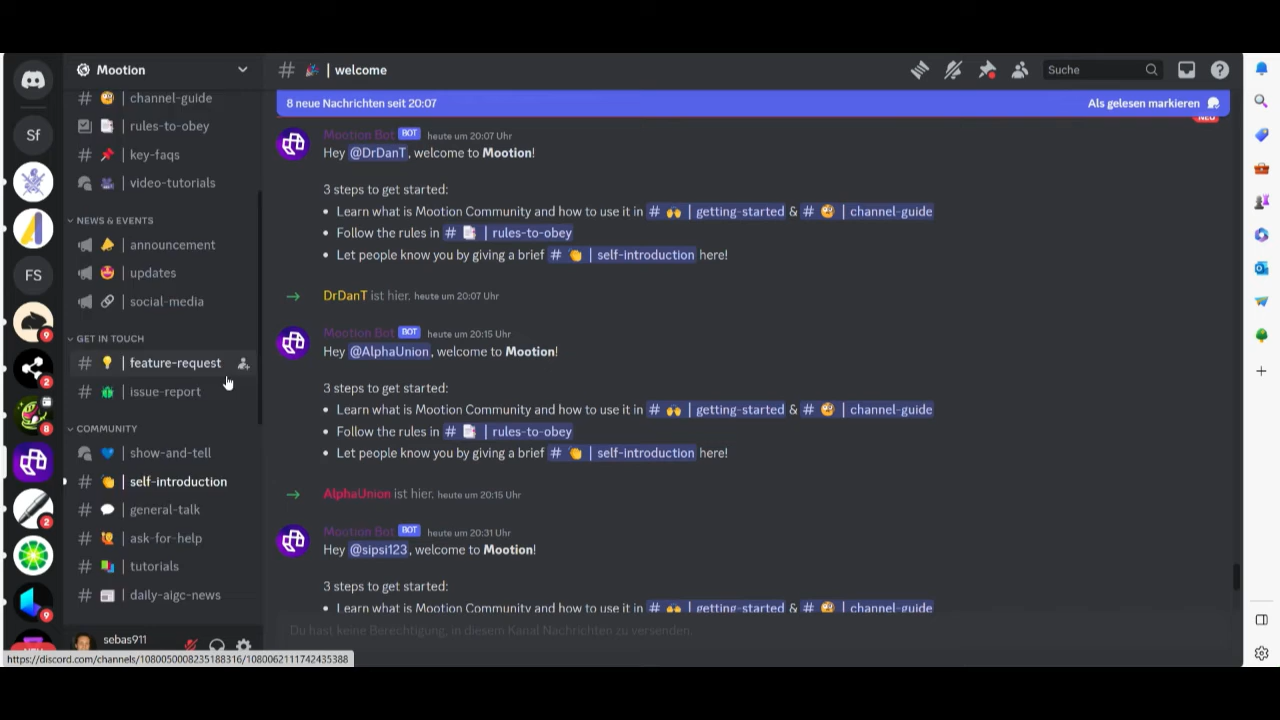 Mootion
| channel-guide
| rules-to-obey
| key-faqs
| video-tutorials
NEWS & EVENTS
| announcement
| updates
| social-media
GET IN TOUCH
| feature-request
| issue-report
COMMUNITY
| show-and-tell
| self-introduction
| general-talk
| ask-for-help
| tutorials
| daily-aigc-news
sebas911
https://discord.com/channels/1080050008235188316/1080062111742435388
Sf
FS
9
2
8
2
9
NEU
# | welcome
Suche
8 neue Nachrichten seit 20:07
Als gelesen markieren
NEU
Mootion Bot BOT heute um 20:07 Uhr
Hey @DrDanT, welcome to Mootion!
3 steps to get started:
• Learn what is Mootion Community and how to use it in # | getting-started & # | channel-guide
• Follow the rules in # | rules-to-obey
• Let people know you by giving a brief # | self-introduction here!
DrDanT ist hier. heute um 20:07 Uhr
Mootion Bot BOT heute um 20:15 Uhr
Hey @AlphaUnion, welcome to Mootion!
3 steps to get started:
• Learn what is Mootion Community and how to use it in # | getting-started & # | channel-guide
• Follow the rules in # | rules-to-obey
• Let people know you by giving a brief # | self-introduction here!
AlphaUnion ist hier. heute um 20:15 Uhr
Mootion Bot BOT heute um 20:31 Uhr
Hey @sipsi123, welcome to Mootion!
3 steps to get started:
• Learn what is Mootion Community and how to use it in # | getting-started & # | channel-guide
Du hast keine Berechtigung, in diesem Kanal Nachrichten zu versenden.